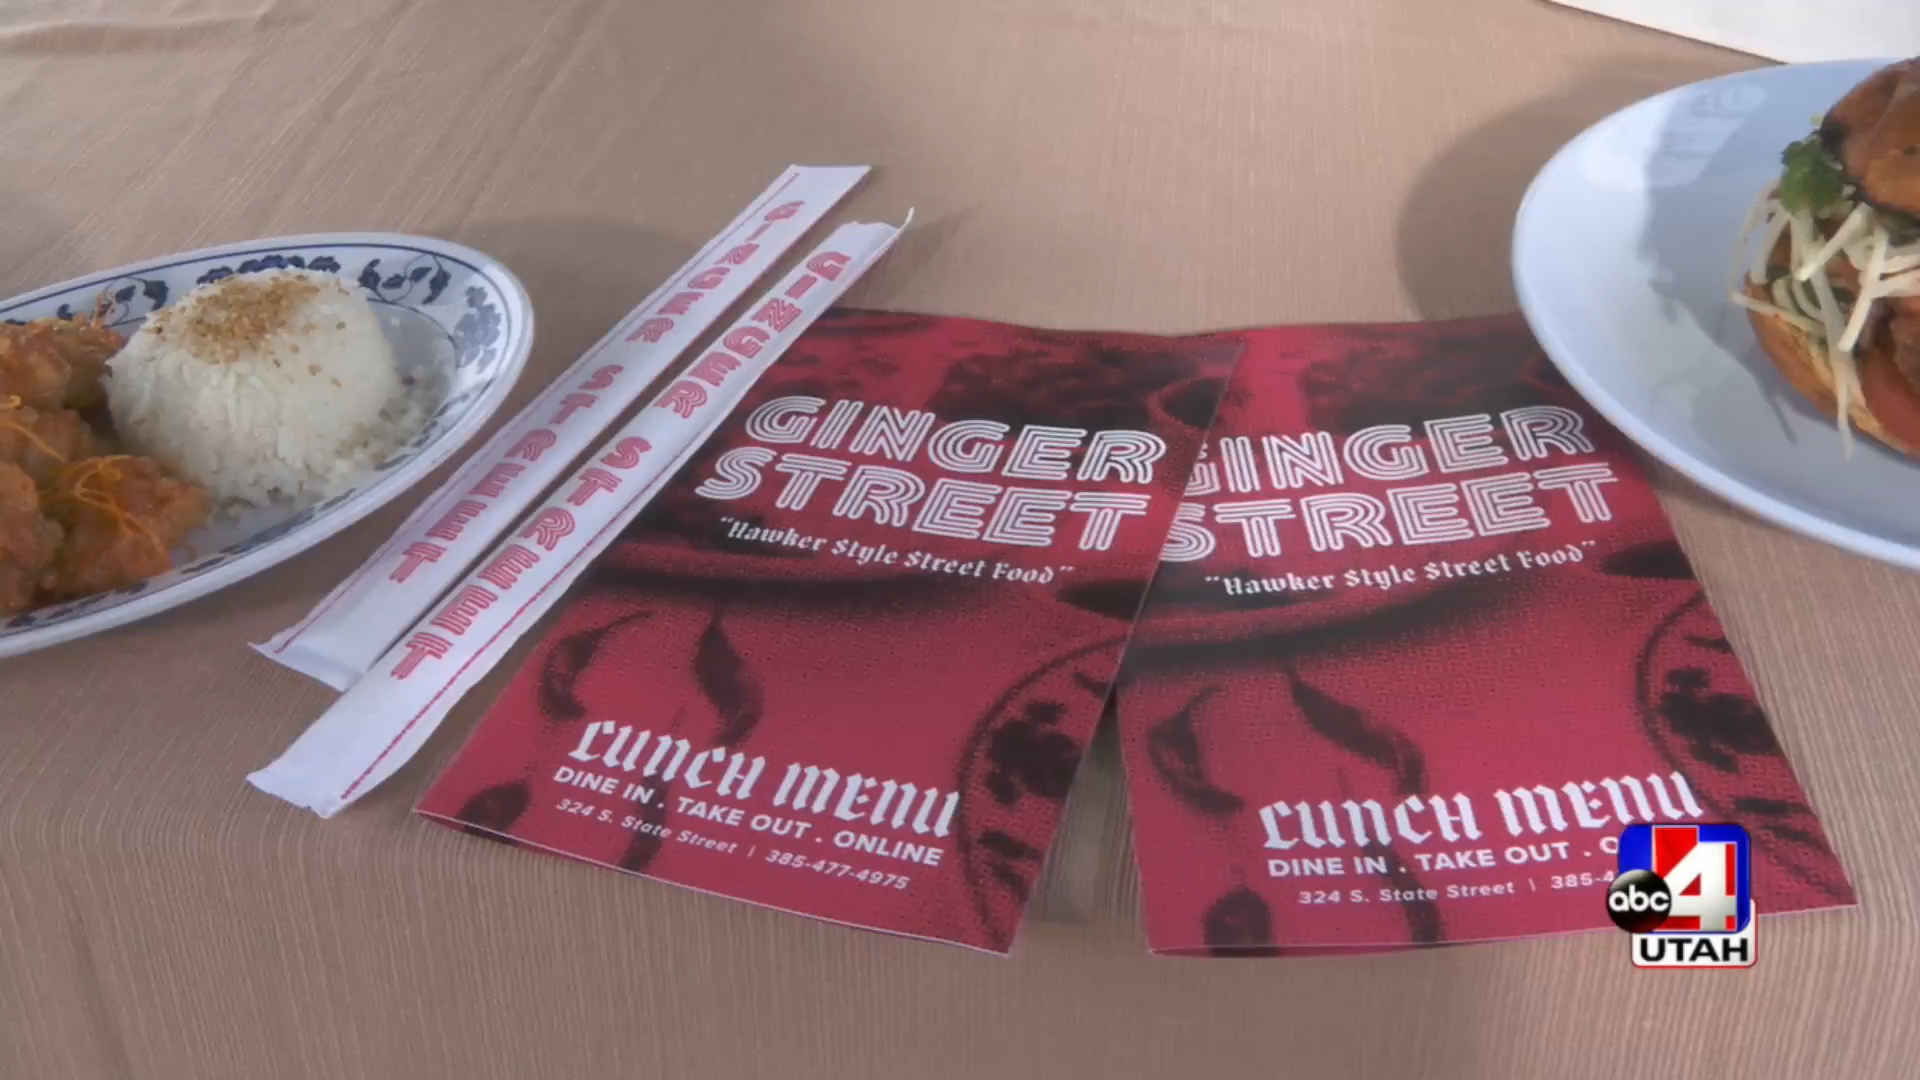 GINGER STREET
GINGER STREET
GINGER
STREET
"Hawker Style Street Food"
LUNCH MENU
DINE IN . TAKE OUT . ONLINE
324 S. State Street | 385-477-4975
GINGER
STREET
"Hawker Style Street Food"
LUNCH MENU
DINE IN . TAKE OUT . O
324 S. State Street | 385-4
abc 4
UTAH